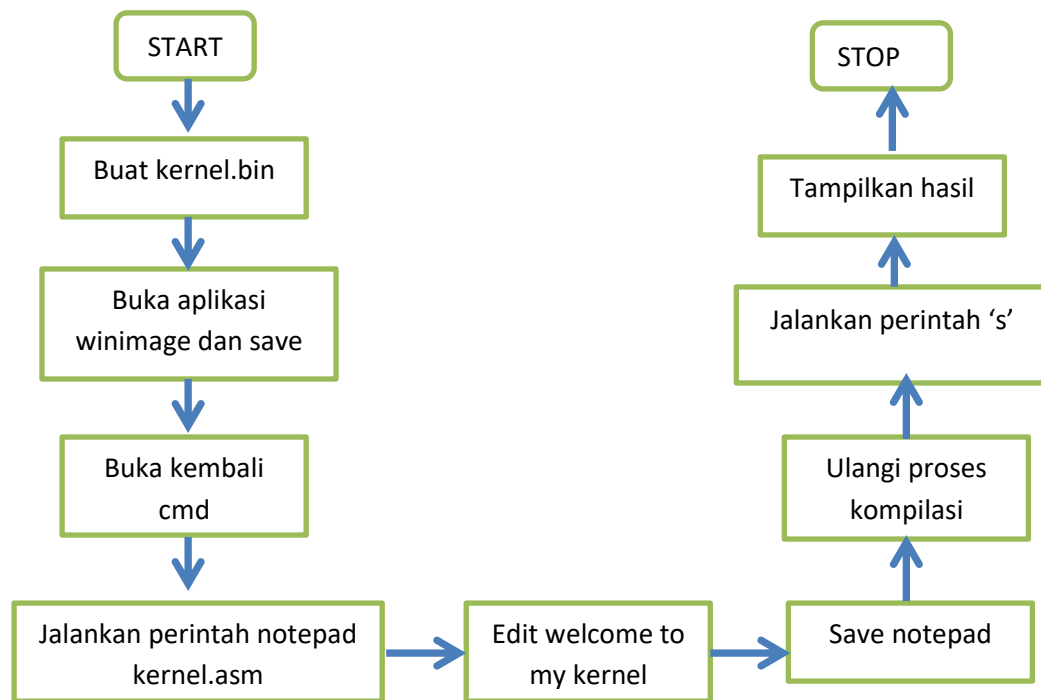 START
Buat kernel.bin
Buka aplikasi
winimage dan save
Buka kembali
cmd
Jalankan perintah notepad
kernel.asm
Edit welcome to
my kernel
Save notepad
Ulangi proses
kompilasi
Jalankan perintah ‘s’
Tampilkan hasil
STOP